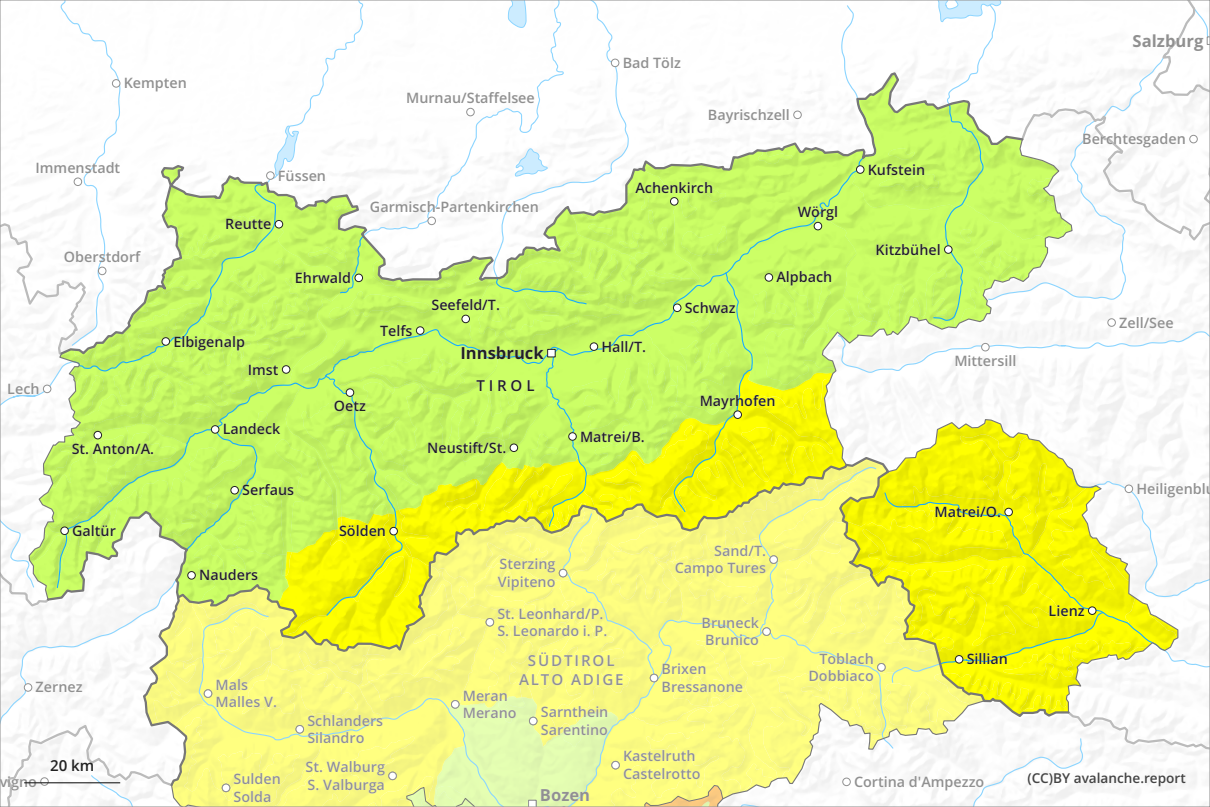 Salzburg
Bad Tölz
Kempten
Murnau/Staffelsee
Bayrischzell
Berchtesgaden
Immenstadt
Füssen
Kufstein
Achenkirch
Garmisch-Partenkirchen
Wörgl
Reutte
Oberstdorf
Kitzbühel
Ehrwald
Alpbach
Seefeld/T.
Schwaz
Zell/See
Telfs
Elbigenalp
Innsbruck
Hall/T.
Mittersill
Imst
TIROL
Lech
Oetz
Mayrhofen
Landeck
St. Anton/A.
Neustift/St.
Matrei/B.
Serfaus
Heiligenblu
Matrei/O.
Galtür
Sölden
Sand/T.
Campo Tures
Sterzing
Vipiteno
Nauders
Lienz
St. Leonhard/P.
S. Leonardo i. P.
Bruneck
Brunico
Sillian
SÜDTIROL
ALTO ADIGE
Toblach
Dobbiaco
Brixen
Bressanone
Zernez
Mals
Malles V.
Meran
Merano
Sarnthein
Sarentino
Schlanders
Silandro
Kastelruth
Castelrotto
20 km
St. Walburg
S. Valburga
Sulden
Solda
vigno
Cortina d'Ampezzo
(CC)BY avalanche.report
Bozen